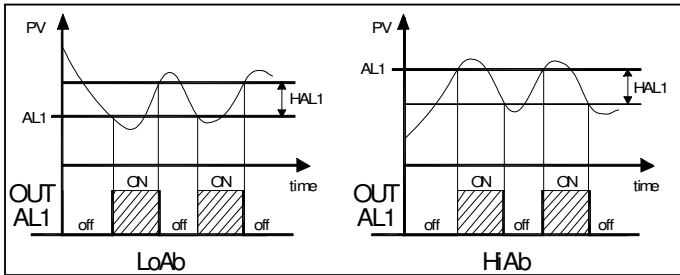 PV
HAL1
AL1
time
ON
ON
OUT
AL1
off
off
off
LoAb
PV
AL1
HAL1
time
ON
ON
OUT
AL1
off
off
off
HiAb